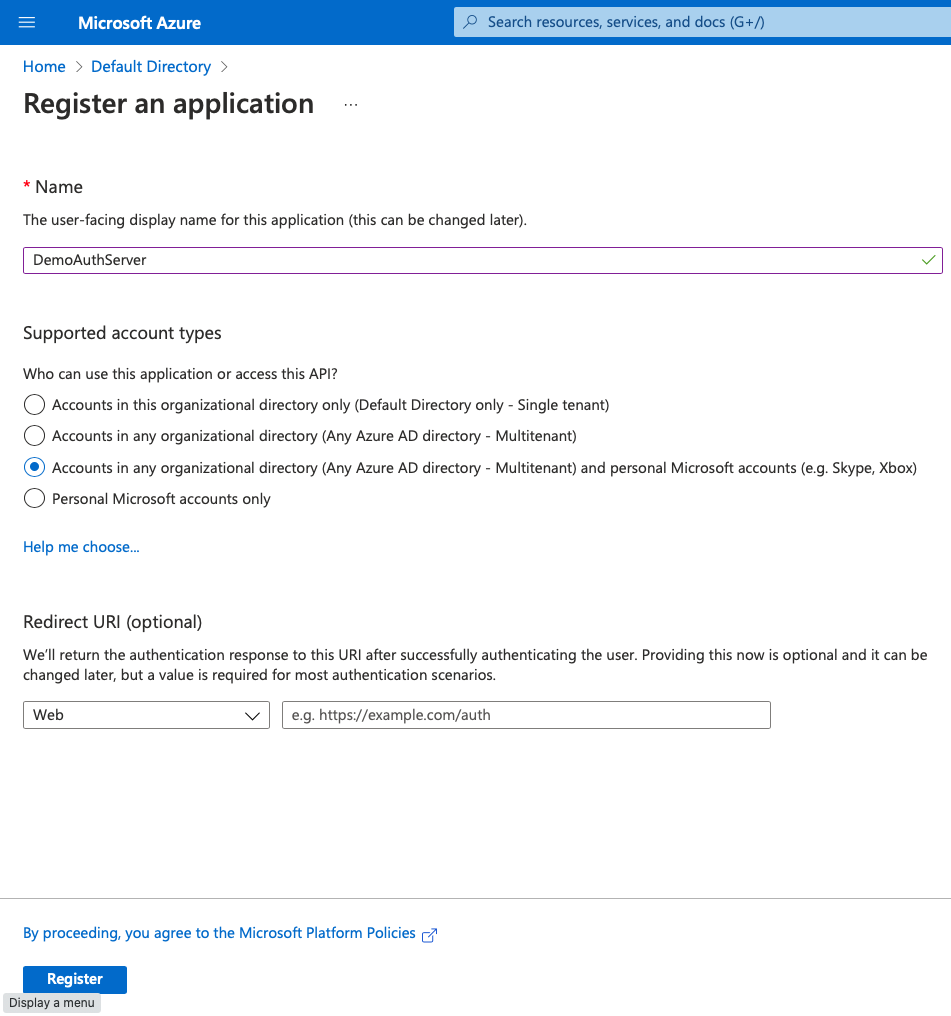 Microsoft Azure
Search resources, services, and docs (G+/)
Home > Default Directory >
Register an application ...
* Name
The user-facing display name for this application (this can be changed later).
DemoAuthServer
Supported account types
Who can use this application or access this API?
Accounts in this organizational directory only (Default Directory only - Single tenant)
Accounts in any organizational directory (Any Azure AD directory - Multitenant)
Accounts in any organizational directory (Any Azure AD directory - Multitenant) and personal Microsoft accounts (e.g. Skype, Xbox)
Personal Microsoft accounts only
Help me choose...
Redirect URI (optional)
We'll return the authentication response to this URI after successfully authenticating the user. Providing this now is optional and it can be
changed later, but a value is required for most authentication scenarios.
Web
e.g. https://example.com/auth
By proceeding, you agree to the Microsoft Platform Policies
Register
Display a menu